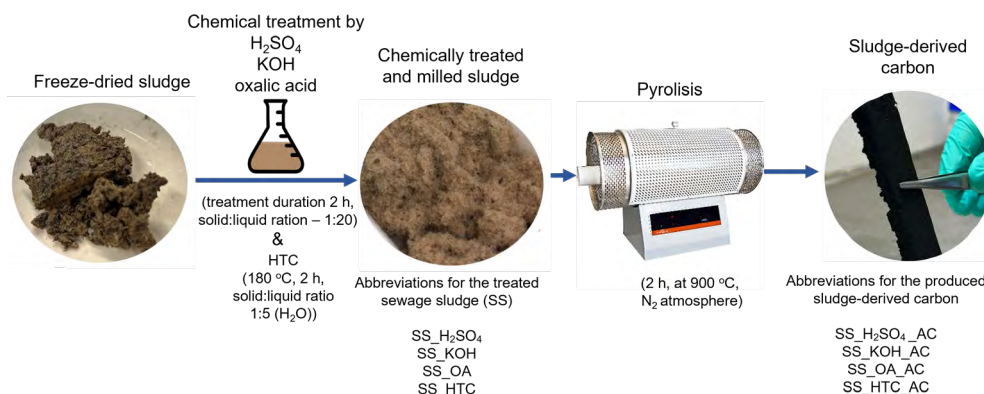 Freeze-dried sludge
Chemical treatment by
H₂SO₄
KOH
oxalic acid
(treatment duration 2 h,
solid:liquid ration – 1:20)
&
HTC
(180 ºC, 2 h,
solid:liquid ratio
1:5 (H₂O))
Chemically treated
and milled sludge
Abbreviations for the treated
sewage sludge (SS)
SS_H₂SO₄
SS_KOH
SS_OA
SS_HTC
Pyrolisis
(2 h, at 900 ºC,
N₂ atmosphere)
Sludge-derived
carbon
Abbreviations for the produced
sludge-derived carbon
SS_H₂SO₄_AC
SS_KOH_AC
SS_OA_AC
SS_HTC_AC